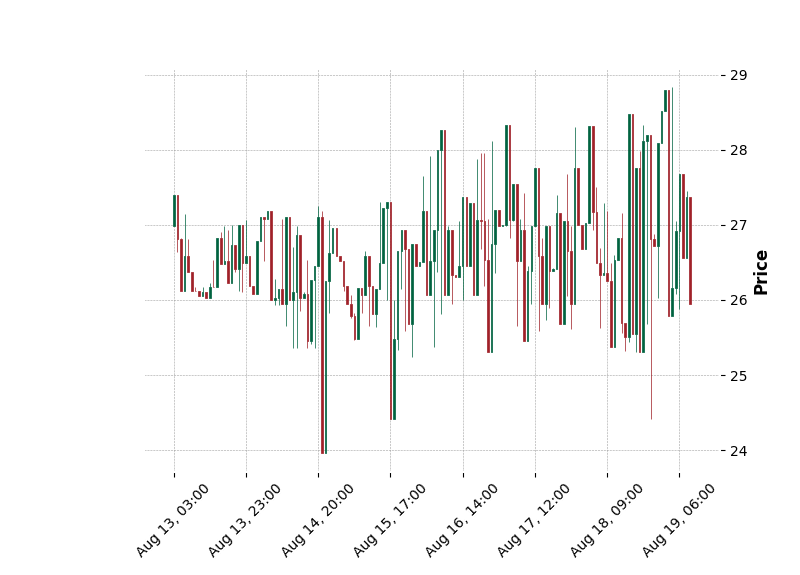 29
28
27
26
25
24
Price
Aug 13, 03:00
Aug 13, 23:00
Aug 14, 20:00
Aug 15, 17:00
Aug 16, 14:00
Aug 17, 12:00
Aug 18, 09:00
Aug 19, 06:00